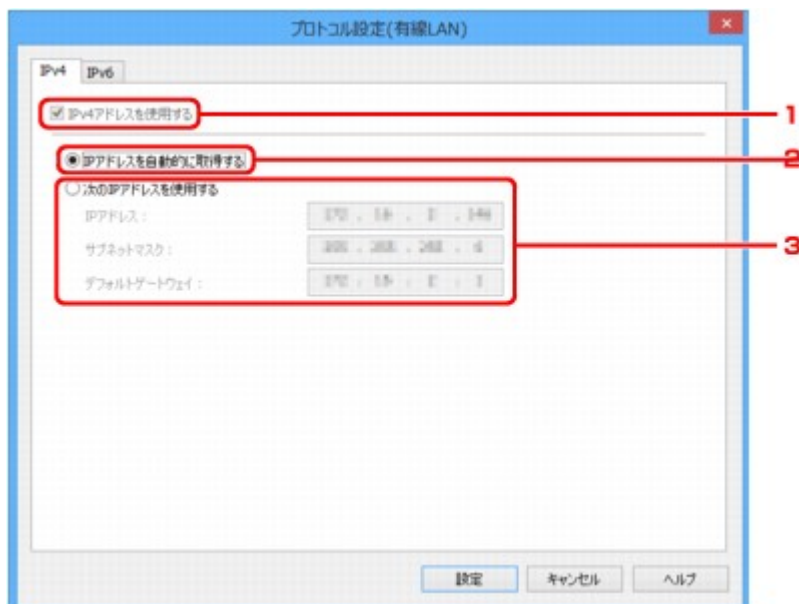 プロトコル設定(有線LAN)
IPv4 IPv6
IPv4アドレスを使用する
1
IPアドレスを自動的に取得する
2
次のIPアドレスを使用する
IPアドレス：
サブネットマスク：
3
デフォルトゲートウェイ：
設定 キャンセル ヘルプ